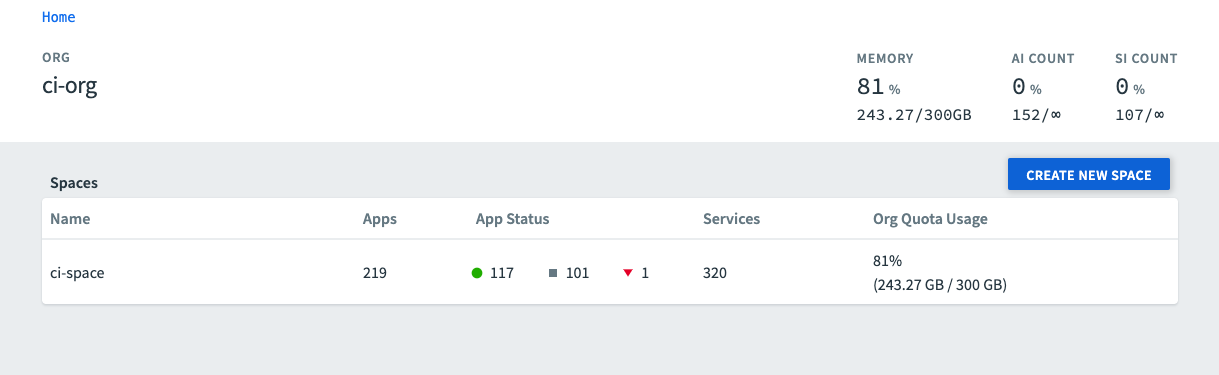 Home
ORG
ci-org
MEMORY
81 %
243.27/300GB
AI COUNT
0 %
152/∞
SI COUNT
0 %
107/∞
Spaces
CREATE NEW SPACE
Name Apps App Status Services Org Quota Usage
ci-space 219 117 101 1 320 81%
(243.27 GB / 300 GB)